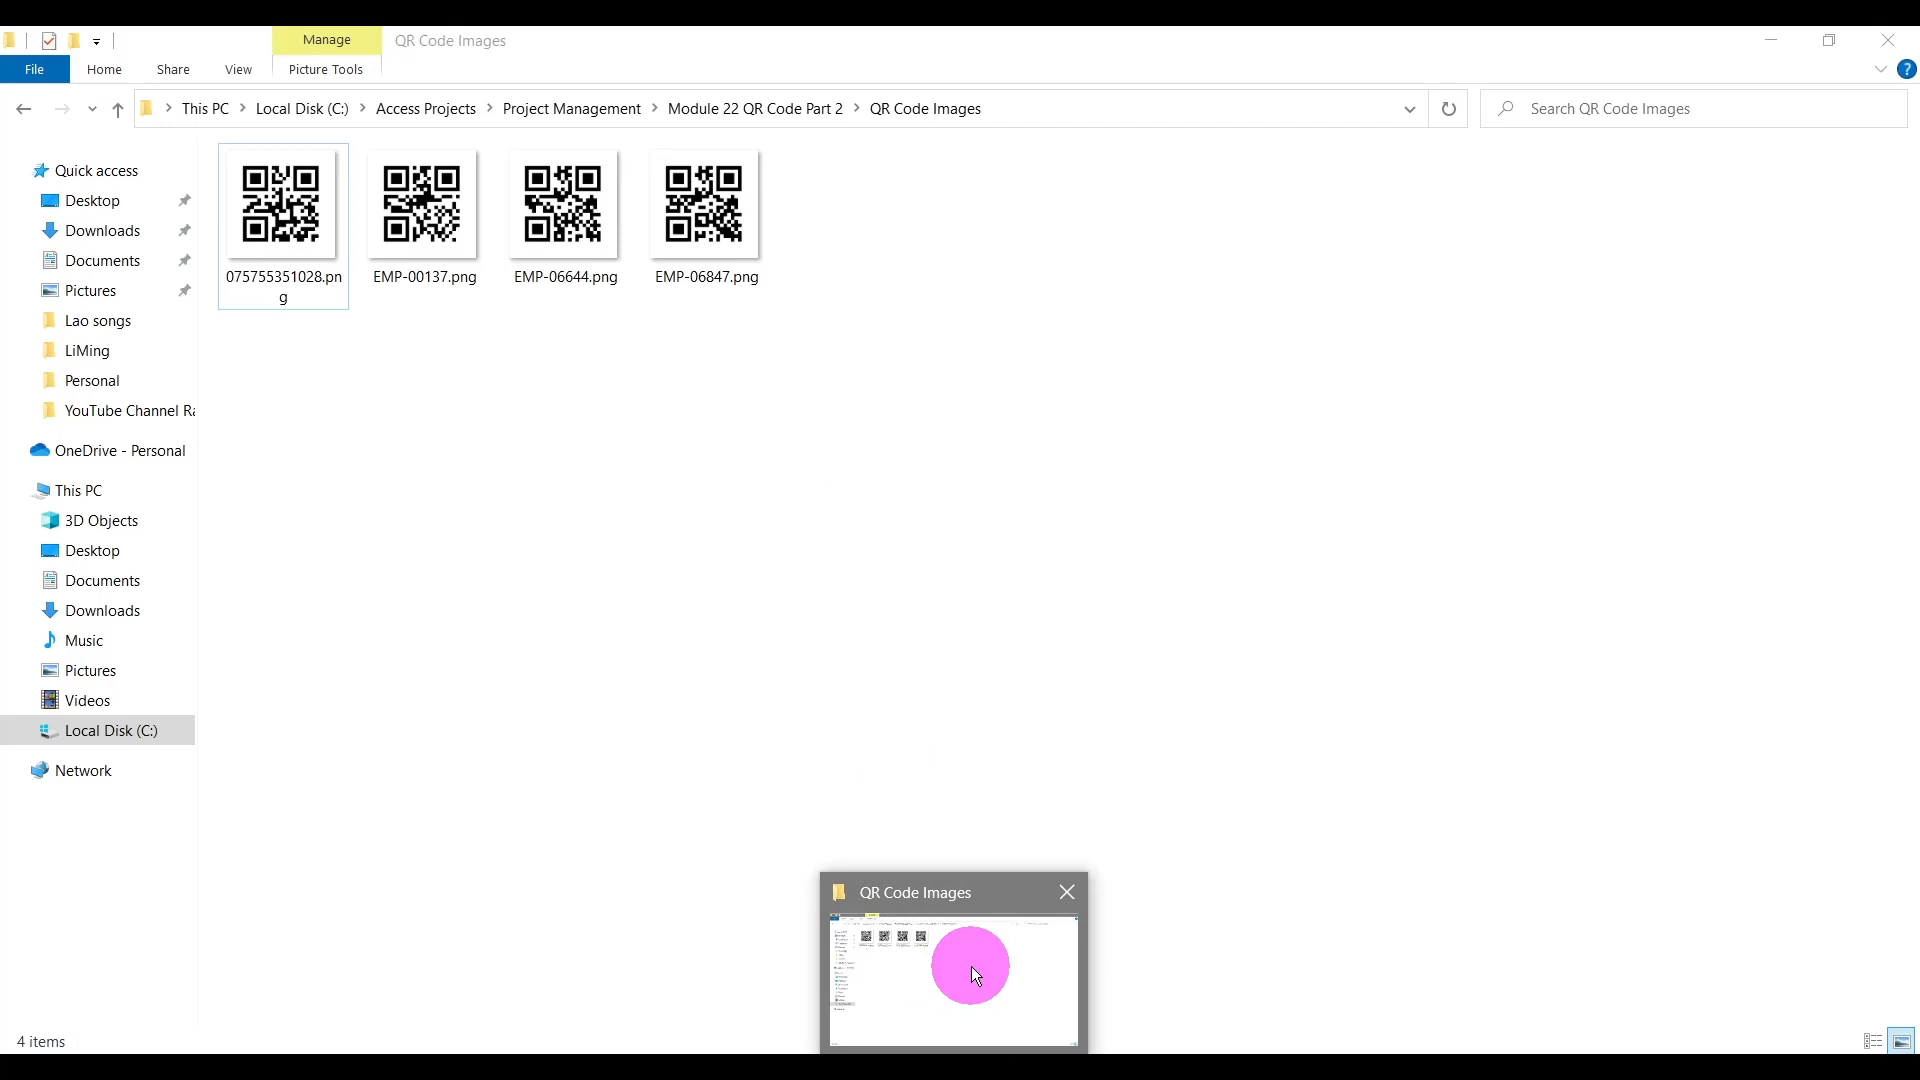 Manage
QR Code Images
File
Home
Share
View
Picture Tools
?
This PC
Local Disk (C:)
Access Projects
Project Management
Module 22 QR Code Part 2
QR Code Images
Search QR Code Images
Quick access
Desktop
Downloads
Documents
Pictures
Lao songs
LiMing
Personal
YouTube Channel Ra
OneDrive - Personal
This PC
3D Objects
Desktop
Documents
Downloads
Music
Pictures
Videos
Local Disk (C:)
Network
075755351028.pn
g
EMP-00137.png
EMP-06644.png
EMP-06847.png
QR Code Images
4 items